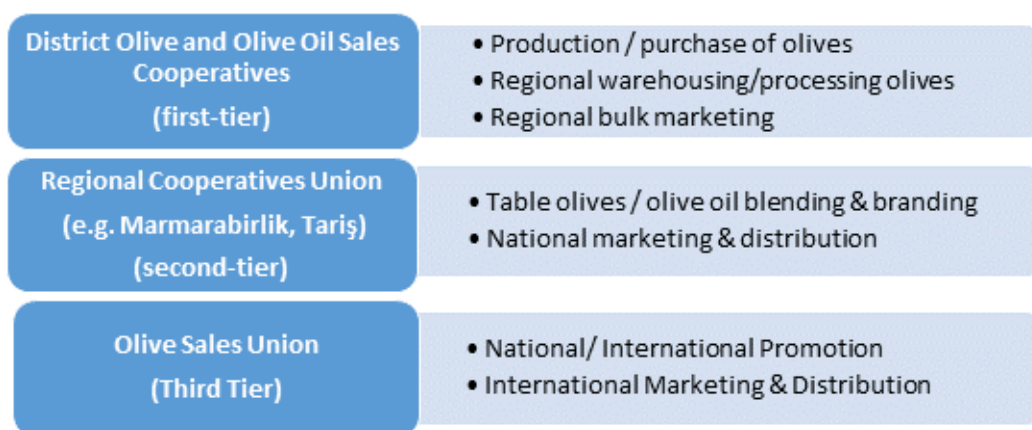 District Olive and Olive Oil Sales
Cooperatives
(first-tier)
• Production / purchase of olives
• Regional warehousing/processing olives
• Regional bulk marketing
Regional Cooperatives Union
(e.g. Marmarabirlik, Tariş)
(second-tier)
• Table olives / olive oil blending & branding
• National marketing & distribution
Olive Sales Union
(Third Tier)
• National/ International Promotion
• International Marketing & Distribution